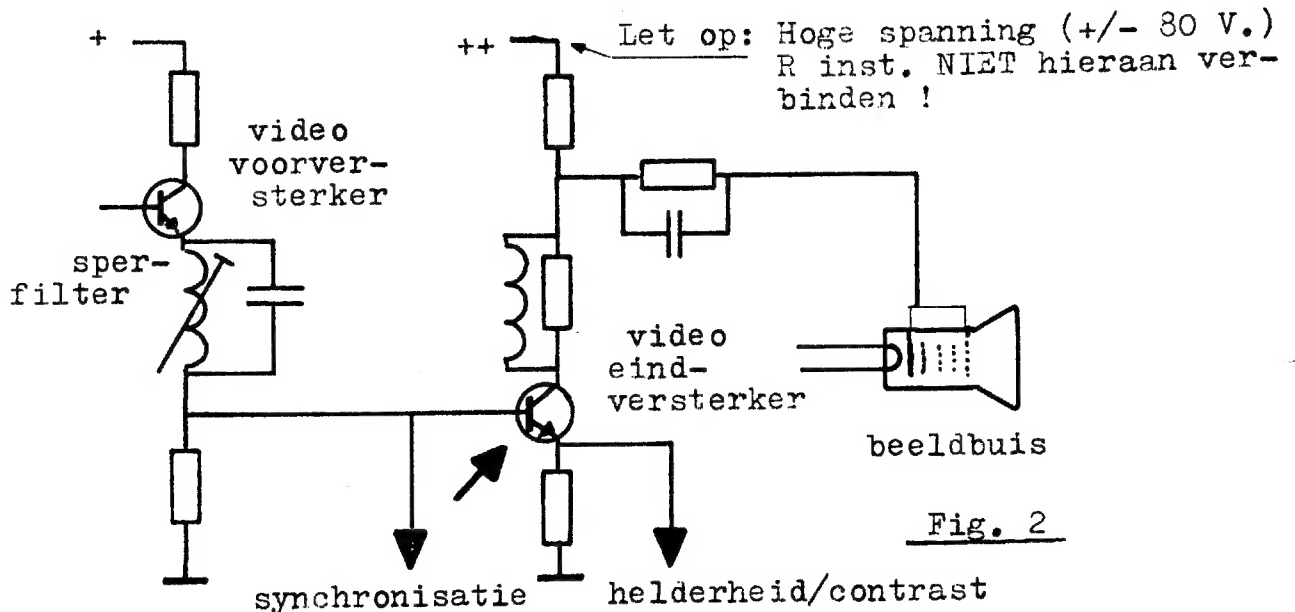 +
++
Let op: Hoge spanning (+/- 80 V.)
R inst. NIET hieraan ver-
binden !
video
voorver-
sterker
sper-
filter
video
eind-
versterker
beeldbuis
Fig. 2
synchronisatie
helderheid/contrast